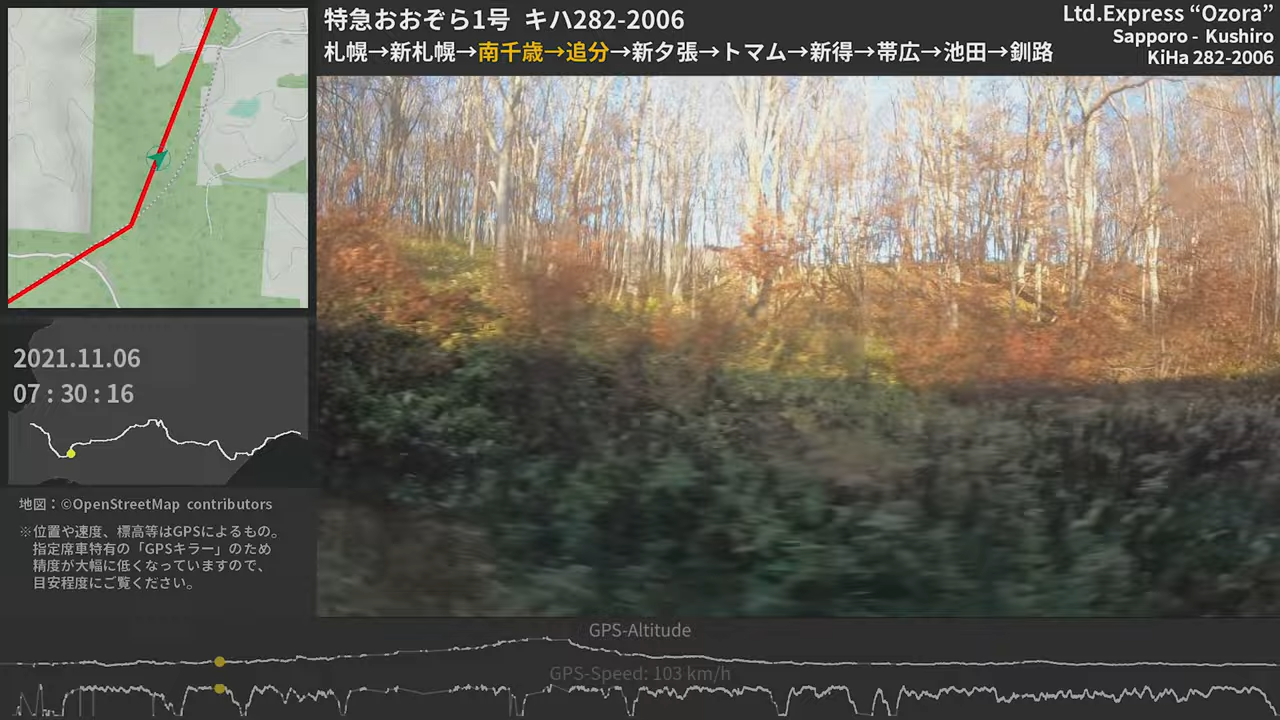 特急おおぞら1号 キハ282-2006
札幌→新札幌→南千歳→追分→新夕張→トマム→新得→帯広→池田→釧路
Ltd.Express “Ozora”
Sapporo - Kushiro
KiHa 282-2006
2021.11.06
07 : 30 : 16
地図：©OpenStreetMap contributors
※位置や速度、標高等はGPSによるもの。
指定席車特有の「GPSキラー」のため
精度が大幅に低くなっていますので、
目安程度にご覧ください。
GPS-Altitude
GPS-Speed: 103 km/h